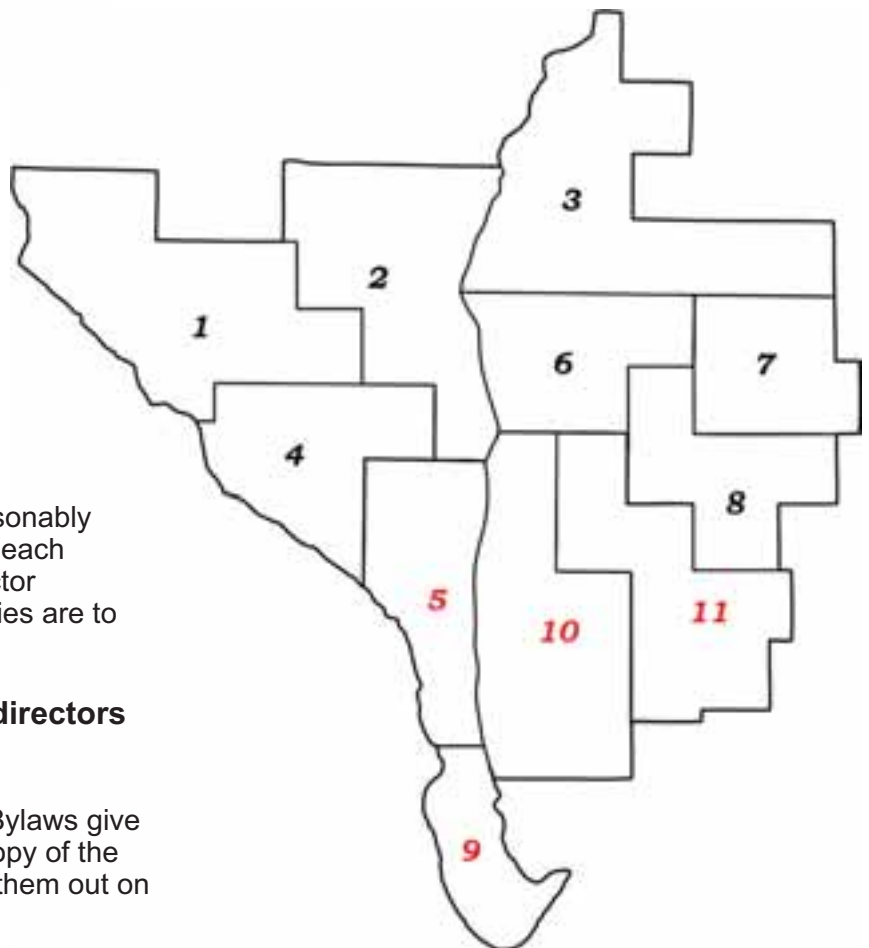 3
2
1
6
7
4
8
sonably
each
ctor
ies are to
5
10
11
directors
Bylaws give
opy of the
them out on
9